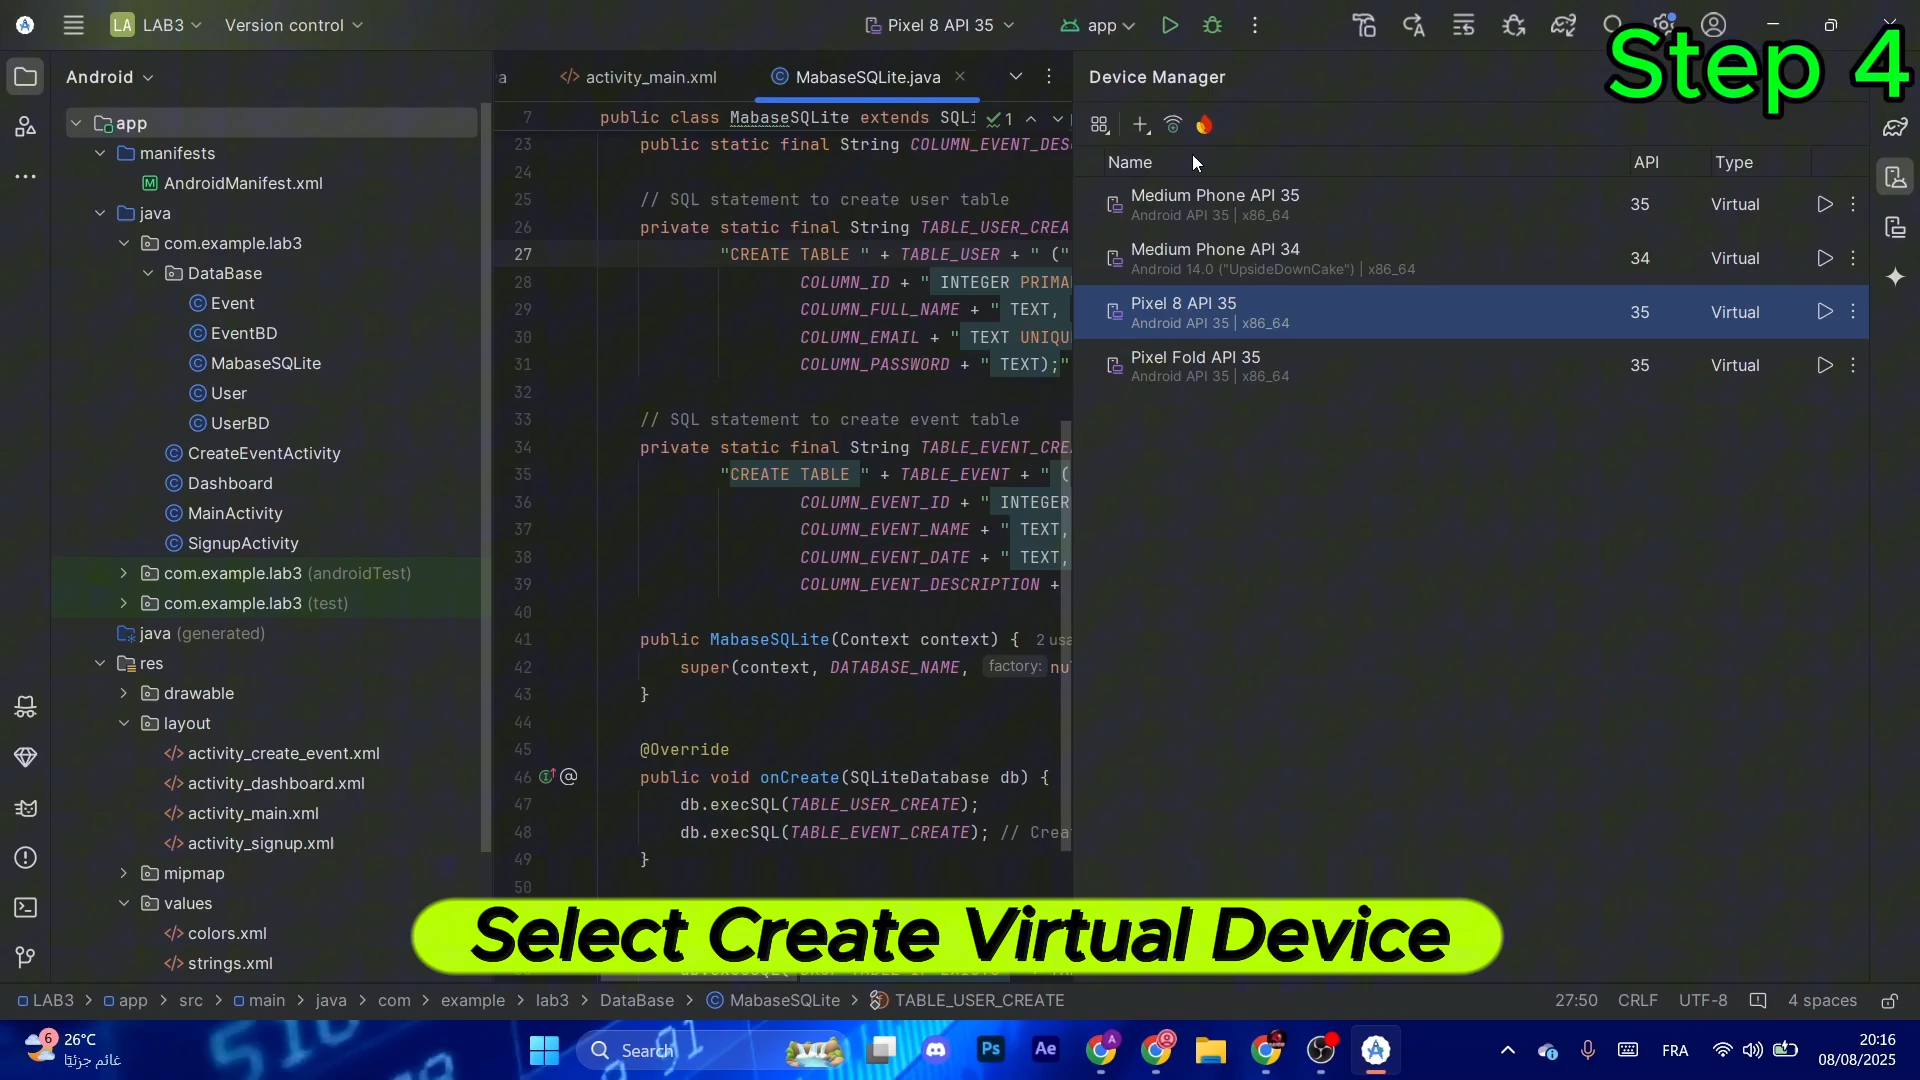 LA LAB3
Version control
Pixel 8 API 35
app
Step 4
Android
app
manifests
AndroidManifest.xml
java
com.example.lab3
DataBase
Event
EventBD
MabaseSQLite
User
UserBD
CreateEventActivity
Dashboard
MainActivity
SignupActivity
com.example.lab3 (androidTest)
com.example.lab3 (test)
java (generated)
res
drawable
layout
activity_create_event.xml
activity_dashboard.xml
activity_main.xml
activity_signup.xml
mipmap
values
colors.xml
strings.xml
activity_main.xml
MabaseSQLite.java
7 public class MabaseSQLite extends SQLi 1
23 public static final String COLUMN_EVENT_DES
24
25 // SQL statement to create user table
26 private static final String TABLE_USER_CREA
27 "CREATE TABLE " + TABLE_USER + " ("
28 COLUMN_ID + " INTEGER PRIMA
29 COLUMN_FULL_NAME + " TEXT,
30 COLUMN_EMAIL + " TEXT UNIQU
31 COLUMN_PASSWORD + " TEXT);"
32
33 // SQL statement to create event table
34 private static final String TABLE_EVENT_CRE
35 "CREATE TABLE " + TABLE_EVENT + " (
36 COLUMN_EVENT_ID + " INTEGER
37 COLUMN_EVENT_NAME + " TEXT,
38 COLUMN_EVENT_DATE + " TEXT,
39 COLUMN_EVENT_DESCRIPTION +
40
41 public MabaseSQLite(Context context) { 2 usa
42 super(context, DATABASE_NAME, factory: nu
43 }
44
45 @Override
46 public void onCreate(SQLiteDatabase db) {
47 db.execSQL(TABLE_USER_CREATE);
48 db.execSQL(TABLE_EVENT_CREATE); // Crea
49 }
50
Device Manager
Name API Type
Medium Phone API 35
Android API 35 | x86_64
35 Virtual
Medium Phone API 34
Android 14.0 ("UpsideDownCake") | x86_64
34 Virtual
Pixel 8 API 35
Android API 35 | x86_64
35 Virtual
Pixel Fold API 35
Android API 35 | x86_64
35 Virtual
Select Create Virtual Device
LAB3 > app > src > main > java > com > example > lab3 > DataBase > MabaseSQLite > TABLE_USER_CREATE
27:50 CRLF UTF-8 4 spaces
6
26°C
غائم جزئيًا
Search
Ps
Ae
FRA
20:16
08/08/2025